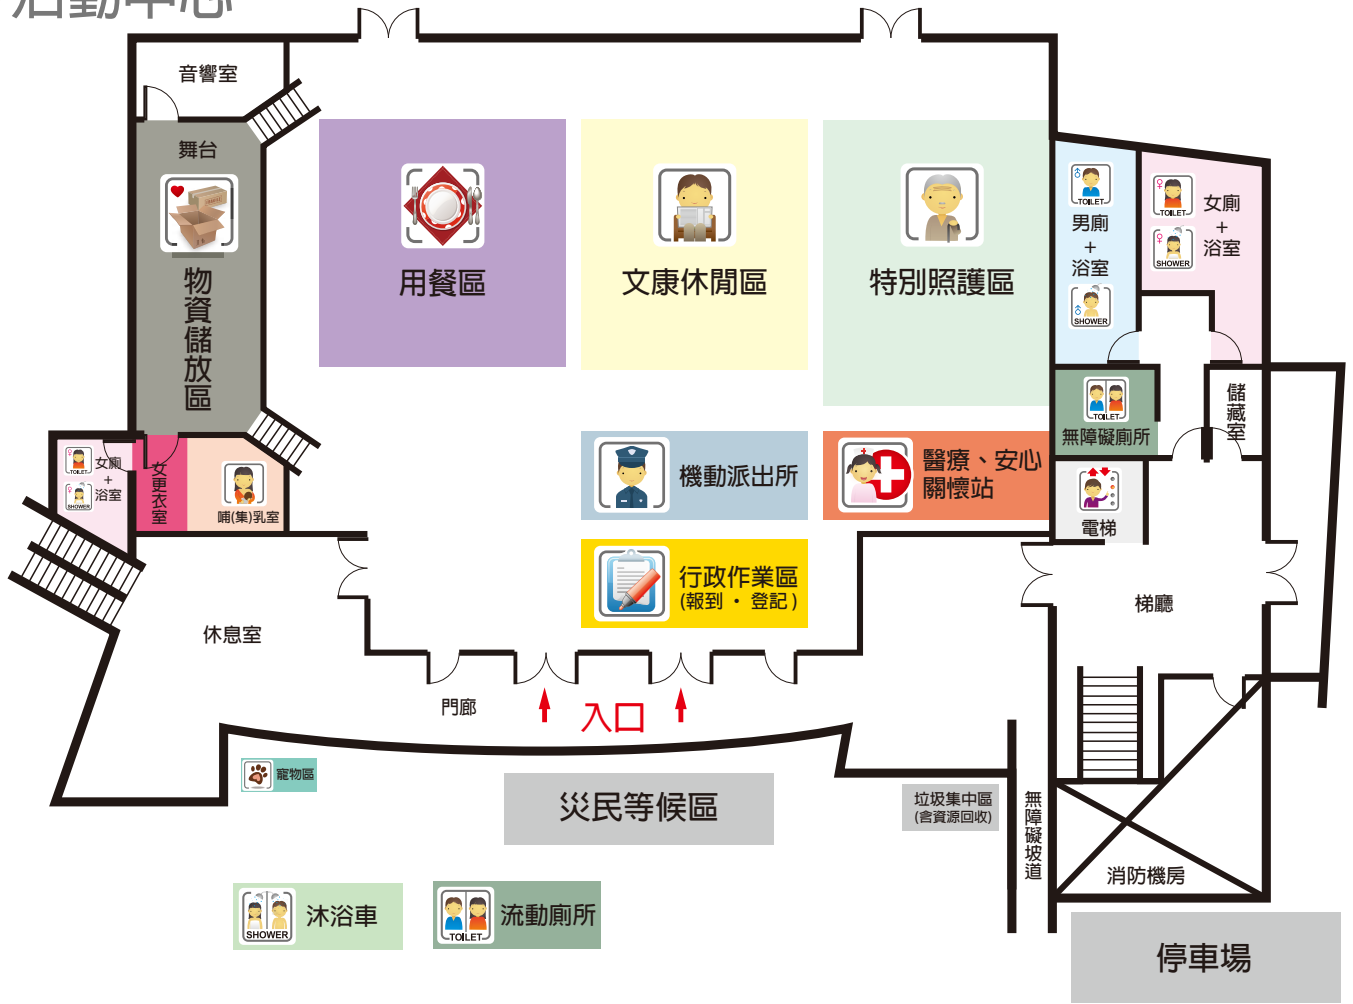 活動中心
音響室
舞台
物資儲放區
用餐區
文康休閒區
特別照護區
TOILET
男廁
+
浴室
SHOWER
TOILET
SHOWER
女廁
+
浴室
TOILET
無障礙廁所
儲藏室
TOILET
SHOWER
女廁
+
浴室
女更衣室
哺(集)乳室
機動派出所
醫療、安心
關懷站
電梯
行政作業區
(報到 · 登記)
梯廳
休息室
門廊
入口
寵物區
災民等候區
垃圾集中區
(含資源回收)
無障礙坡道
消防機房
SHOWER
沐浴車
TOILET
流動廁所
停車場